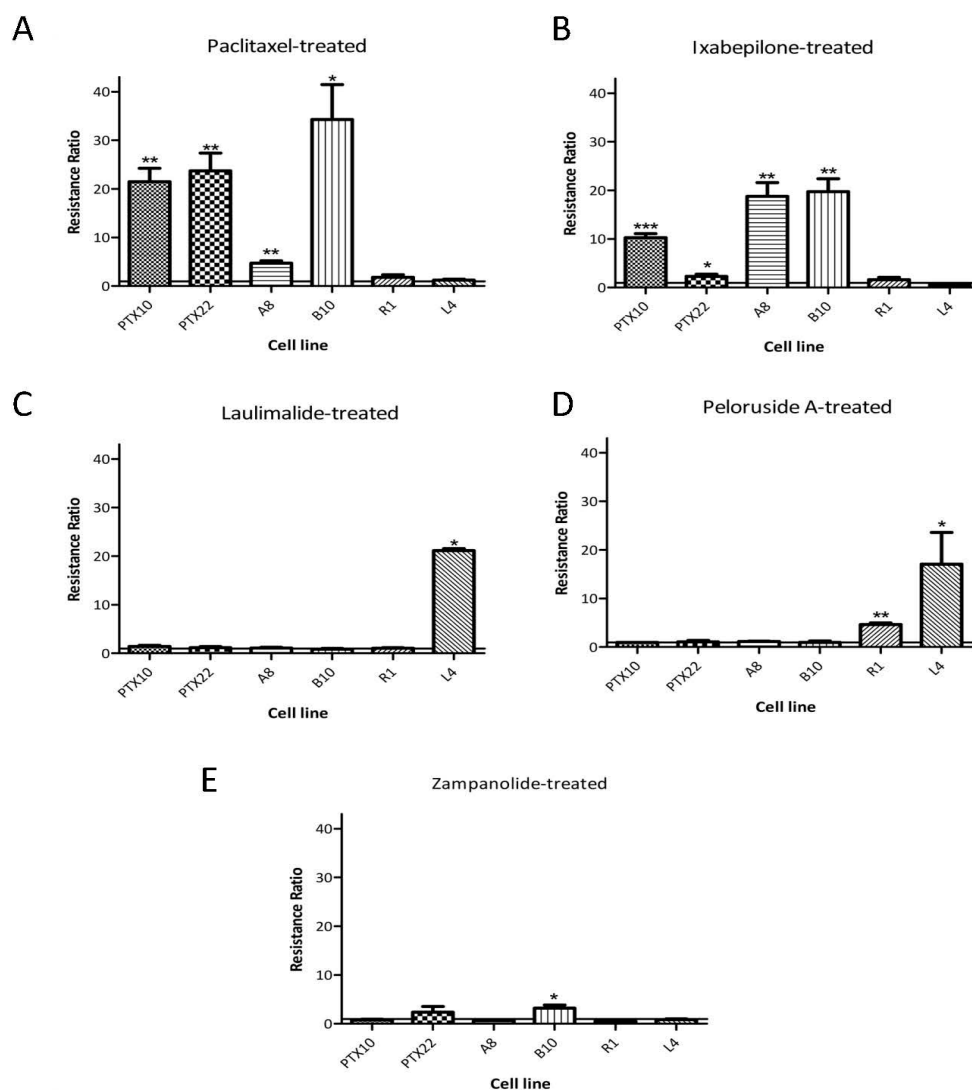 A
Paclitaxel-treated
Resistance Ratio
40
30
20
10
0
**
**
**
*
PTX10 PTX22 A8 B10 R1 L4
Cell line
B
Ixabepilone-treated
Resistance Ratio
40
30
20
10
0
***
*
**
**
PTX10 PTX22 A8 B10 R1 L4
Cell line
C
Laulimalide-treated
Resistance Ratio
40
30
20
10
0
*
PTX10 PTX22 A8 B10 R1 L4
Cell line
D
Peloruside A-treated
Resistance Ratio
40
30
20
10
0
**
*
PTX10 PTX22 A8 B10 R1 L4
Cell line
E
Zampanolide-treated
Resistance Ratio
40
30
20
10
0
*
PTX10 PTX22 A8 B10 R1 L4
Cell line